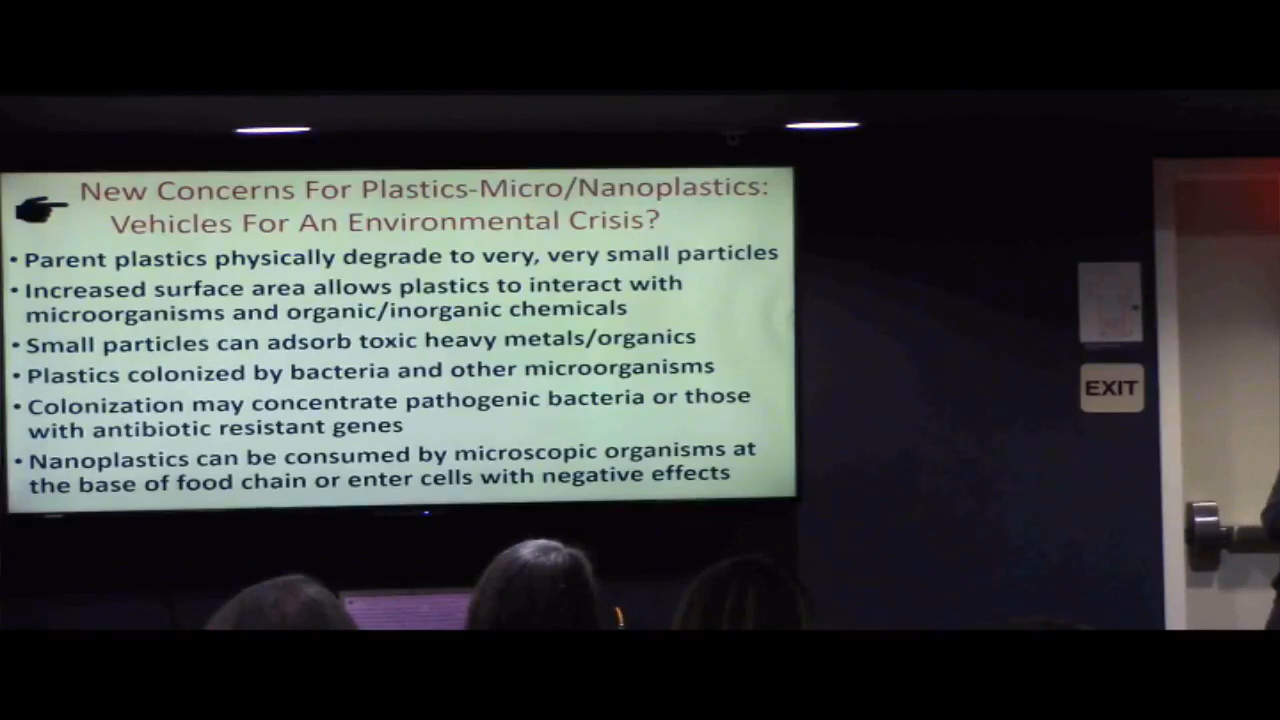 New Concerns For Plastics-Micro/Nanoplastics:
Vehicles For An Environmental Crisis?
• Parent plastics physically degrade to very, very small particles
• Increased surface area allows plastics to interact with
microorganisms and organic/inorganic chemicals
• Small particles can adsorb toxic heavy metals/organics
• Plastics colonized by bacteria and other microorganisms
• Colonization may concentrate pathogenic bacteria or those
with antibiotic resistant genes
• Nanoplastics can be consumed by microscopic organisms at
the base of food chain or enter cells with negative effects
EXIT